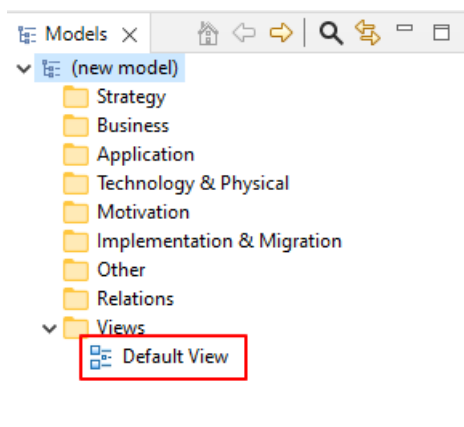 Models
(new model)
Strategy
Business
Application
Technology & Physical
Motivation
Implementation & Migration
Other
Relations
Views
Default View